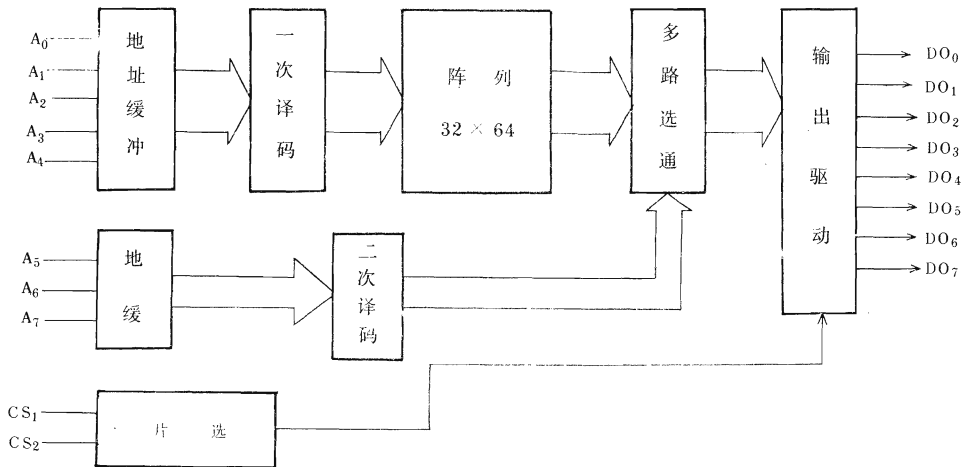 A₀
A₁
A₂
A₃
A₄
地址缓冲
一次译码
阵 列
32 × 64
多路选通
输出驱动
DO₀
DO₁
DO₂
DO₃
DO₄
DO₅
DO₆
DO₇
A₅
A₆
A₇
地缓
二次译码
CS₁
CS₂
片 选